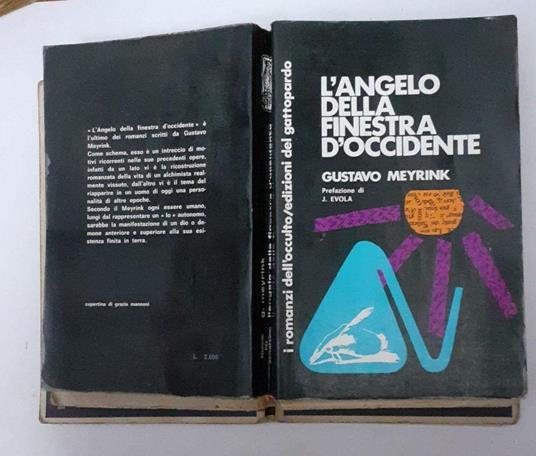 « L'Angelo della finestra d'occidente » è
l'ultimo dei romanzi scritti da Gustavo
Meyrink.
Come schema, esso è un intreccio di mo-
tivi ricorrenti nelle sue precedenti opere,
infatti da un lato vi è la ricostruzione
romanzata della vita di un alchimista real-
mente vissuto, dall'altro vi è il tema del
riapparire in un uomo di oggi una perso-
nalità di altre epoche.
Secondo il Meyrink ogni essere umano,
lungi dal rappresentare un « Io » autonomo,
sarebbe la manifestazione di un dio o de-
mone anteriore e superiore alla sua esi-
stenza finita in terra.
copertina di grazia mannoni
L. 2.000
g. meyrink l'angelo della finestra d'occidente
i romanzi dell'occulto/edizioni del gattopardo
L'ANGELO
DELLA
FINESTRA
D'OCCIDENTE
GUSTAVO MEYRINK
Prefazione di
J. EVOLA